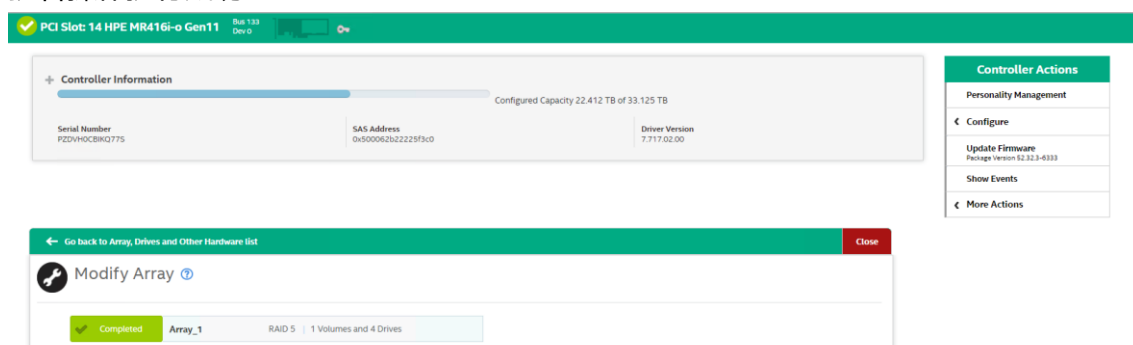 PCI Slot: 14 HPE MR416i-o Gen11 Bus 133
Dev 0
Controller Information
Configured Capacity 22.412 TB of 33.125 TB
Serial Number
PZDVH0CBIKQ77S
SAS Address
0x500062b22225f3c0
Driver Version
7.717.02.00
Controller Actions
Personality Management
Configure
Update Firmware
Package Version 52.32.3-6333
Show Events
More Actions
Go back to Array, Drives and Other Hardware list
Close
Modify Array
Completed Array_1 RAID 5 | 1 Volumes and 4 Drives